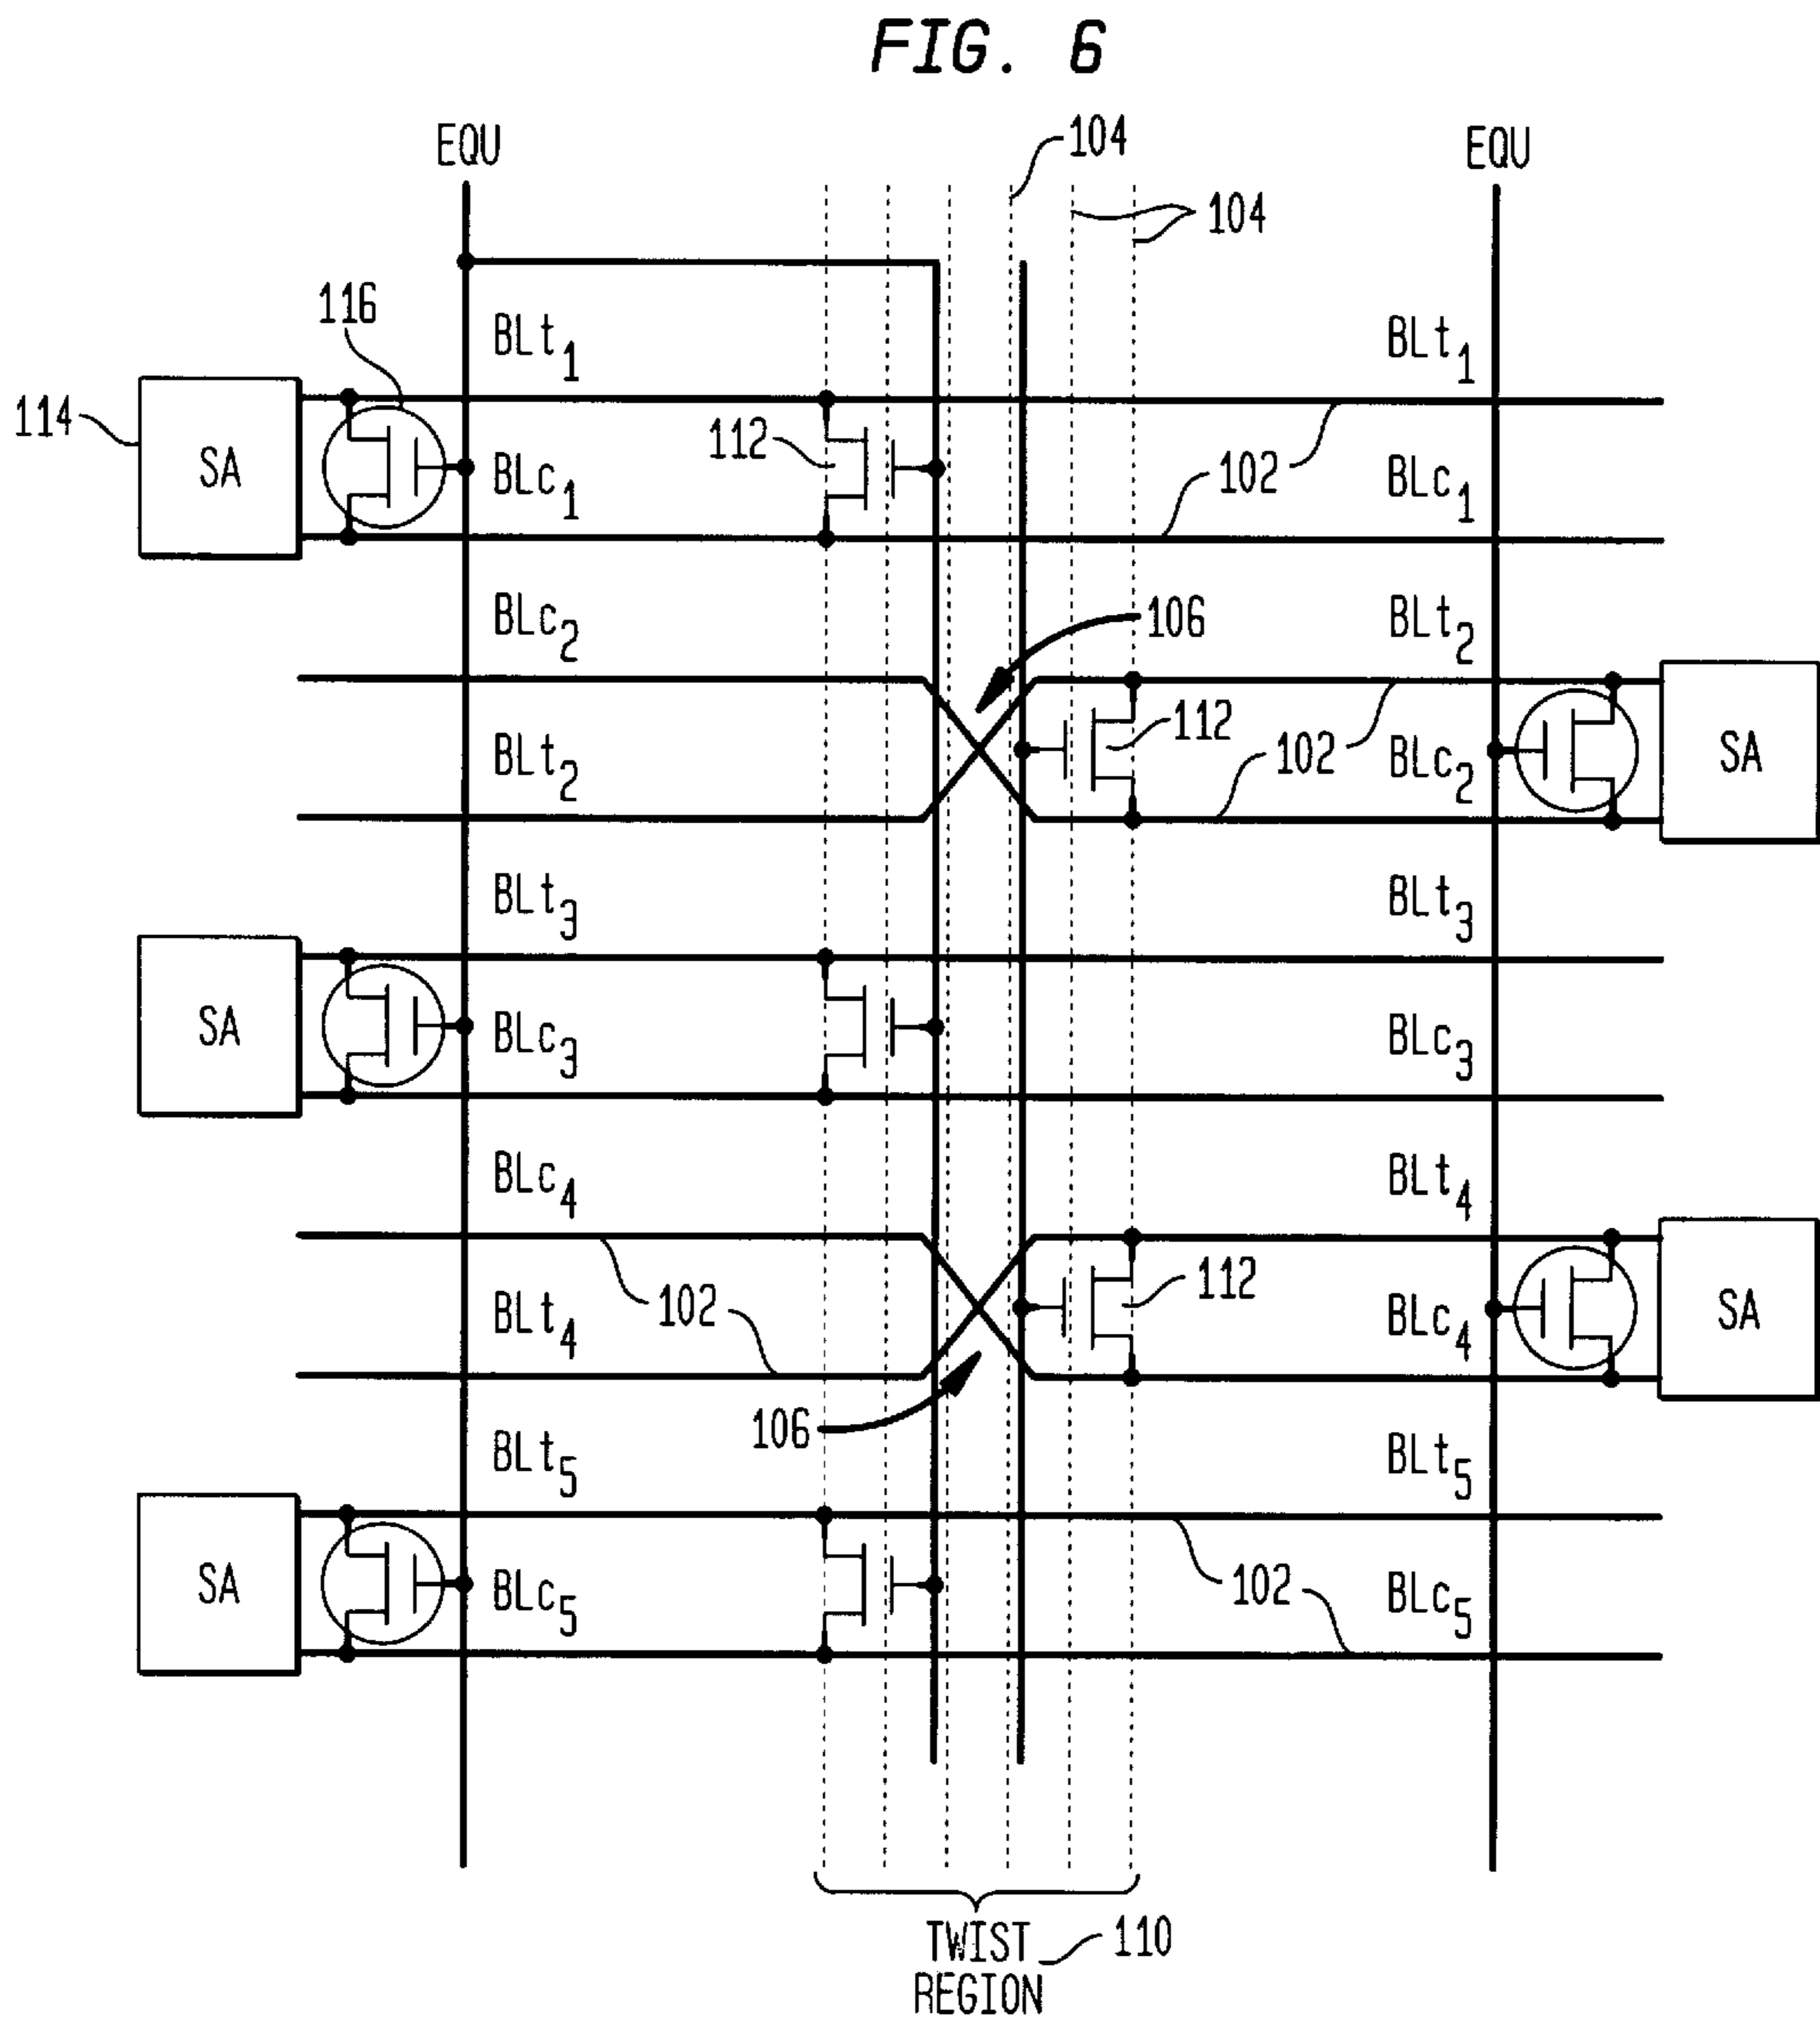 FIG. 6
EQU
104
EQU
104
116
BLt1
BLt1
114
SA
112
BLc1
102
BLc1
BLc2
106
BLt2
112
BLt2
102
BLc2
SA
BLt3
BLt3
SA
BLc3
BLc3
BLc4
BLt4
112
BLt4
102
BLc4
SA
106
BLt5
BLt5
SA
BLc5
102
BLc5
TWIST
REGION
110